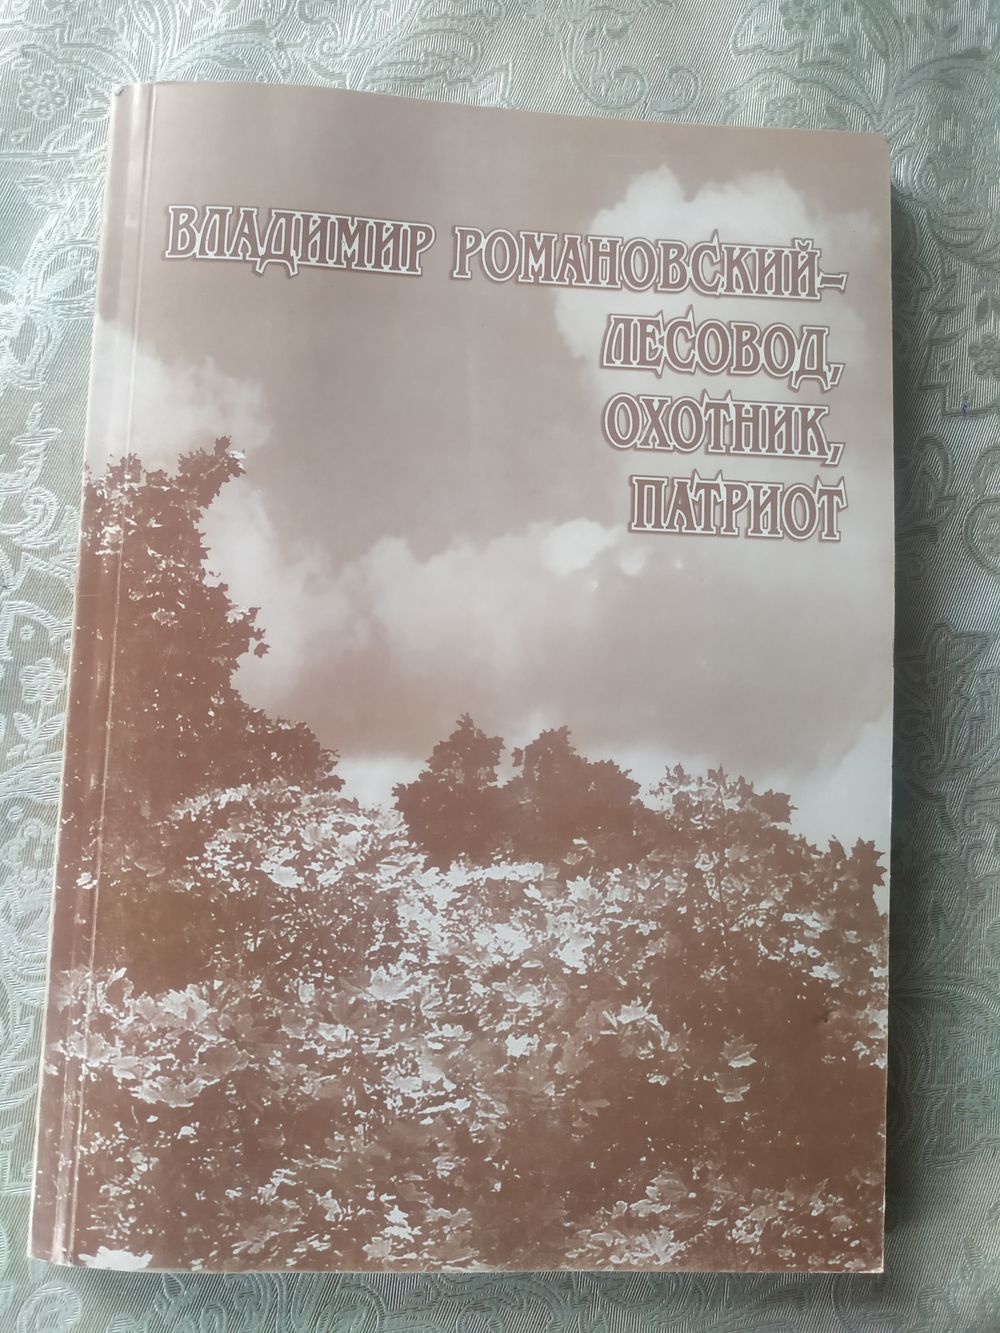 ВЛАДИМИР РОМАНОВСКИЙ–
ЛЕСОВОД,
ОХОТНИК,
ПАТРИОТ